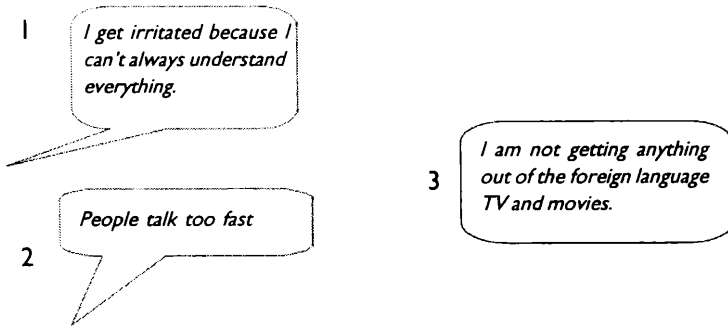 1
I get irritated because I
can't always understand
everything.
2
People talk too fast
3
I am not getting anything
out of the foreign language
TV and movies.